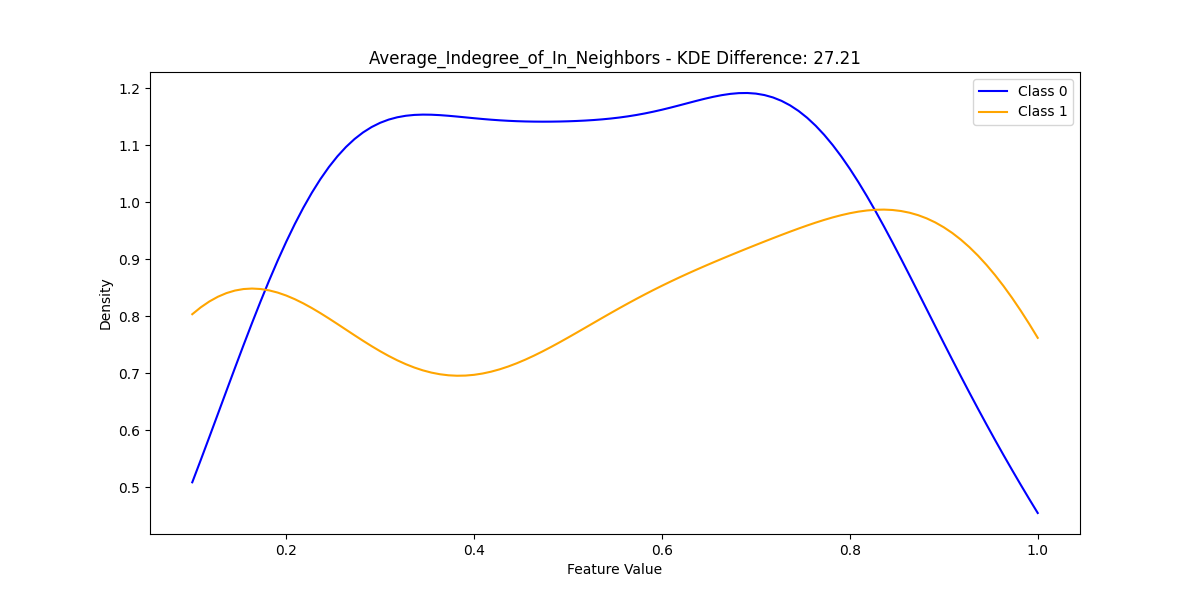 Average_Indegree_of_In_Neighbors - KDE Difference: 27.21
Class 0
Class 1
Density
1.2
1.1
1.0
0.9
0.8
0.7
0.6
0.5
0.2
0.4
0.6
0.8
1.0
Feature Value